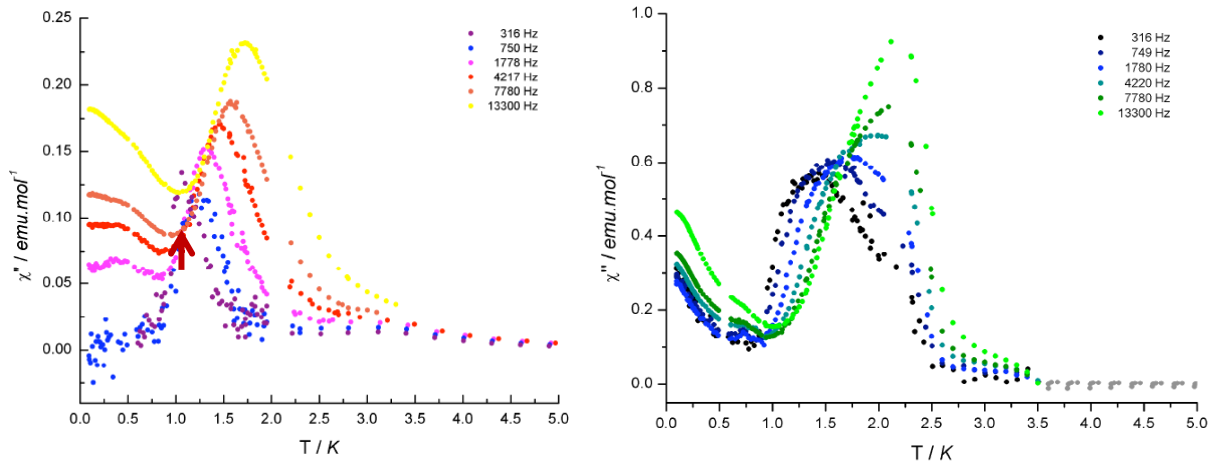 0.25
0.20
0.15
0.10
0.05
0.00
χ" / emu.mol⁻¹
316 Hz
750 Hz
1778 Hz
4217 Hz
7780 Hz
13300 Hz
0.0 0.5 1.0 1.5 2.0 2.5 3.0 3.5 4.0 4.5 5.0
T / K
1.0
0.8
0.6
0.4
0.2
0.0
χ'' / emu.mol⁻¹
316 Hz
749 Hz
1780 Hz
4220 Hz
7780 Hz
13300 Hz
0.0 0.5 1.0 1.5 2.0 2.5 3.0 3.5 4.0 4.5 5.0
T / K